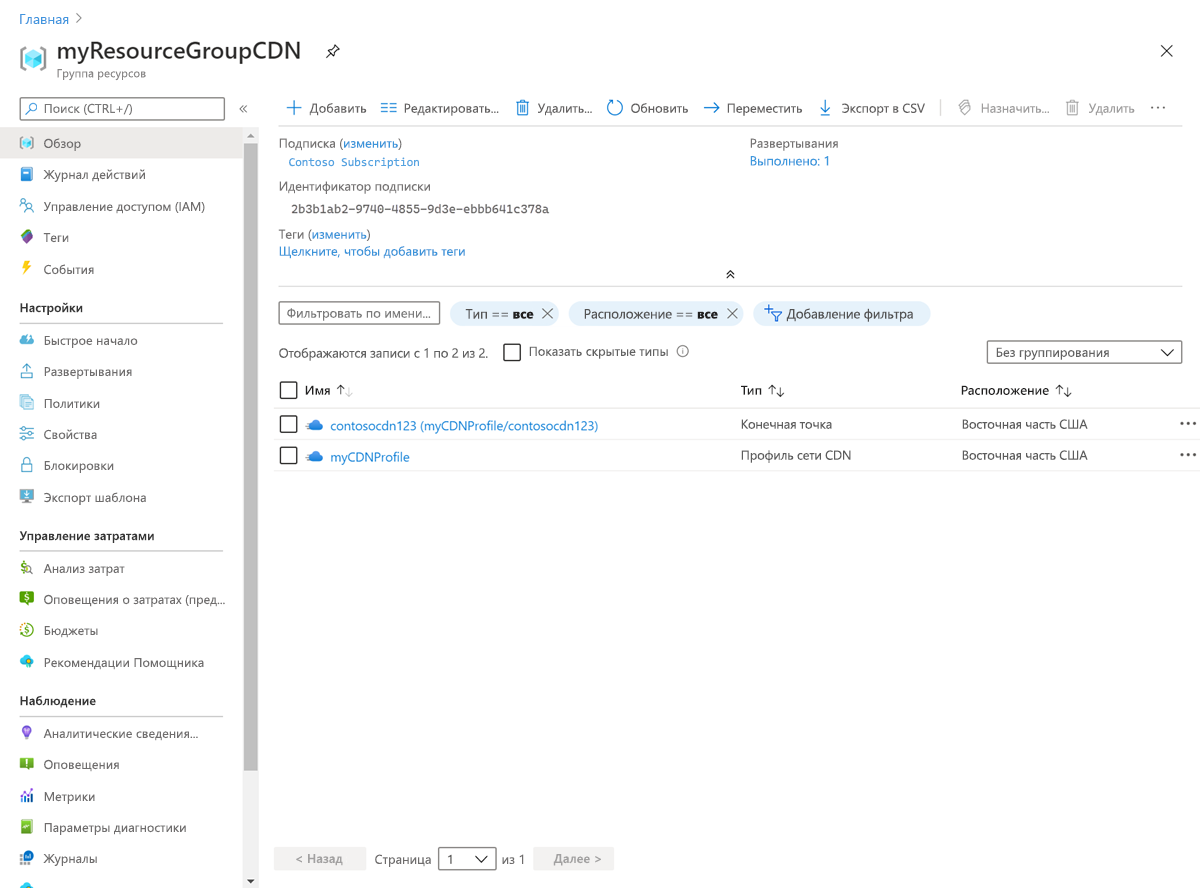 Главная >
myResourceGroupCDN
Группа ресурсов
Поиск (CTRL+/)
«
Добавить
Редактировать...
Удалить...
Обновить
Переместить
Экспорт в CSV
Назначить...
Удалить
...
Обзор
Журнал действий
Управление доступом (IAM)
Теги
События
Настройки
Быстрое начало
Развертывания
Политики
Свойства
Блокировки
Экспорт шаблона
Управление затратами
Анализ затрат
Оповещения о затратах (пред...
Бюджеты
Рекомендации Помощника
Наблюдение
Аналитические сведения...
Оповещения
Метрики
Параметры диагностики
Журналы
Подписка (изменить)
Contoso Subscription
Идентификатор подписки
2b3b1ab2-9740-4855-9d3e-ebbb641c378a
Теги (изменить)
Щелкните, чтобы добавить теги
Развертывания
Выполнено: 1
Фильтровать по имени...
Тип == все
Расположение == все
Добавление фильтра
Отображаются записи с 1 по 2 из 2.
Показать скрытые типы
Без группирования
Имя ↑↓ Тип ↑↓ Расположение ↑↓
contosocdn123 (myCDNProfile/contosocdn123) Конечная точка Восточная часть США ...
myCDNProfile Профиль сети CDN Восточная часть США ...
< Назад Страница 1 из 1 Далее >